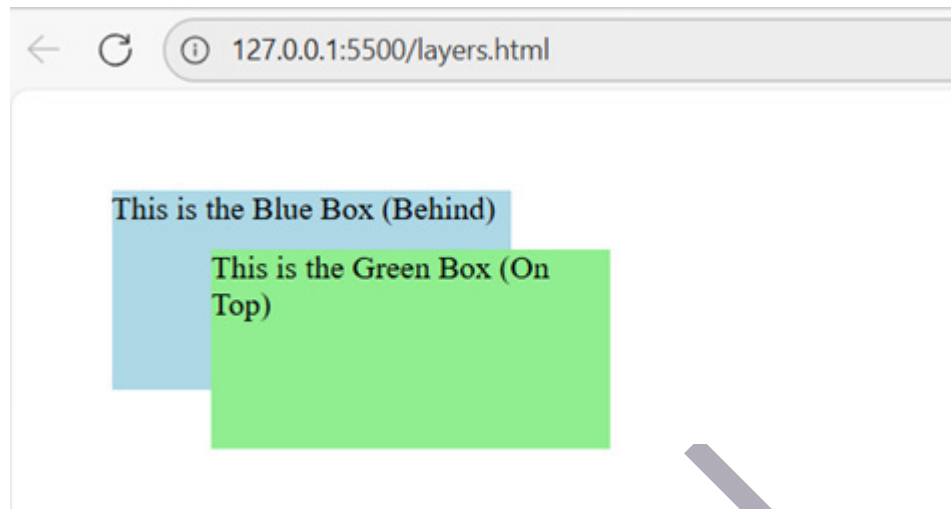 127.0.0.1:5500/layers.html
This is the Blue Box (Behind)
This is the Green Box (On
Top)